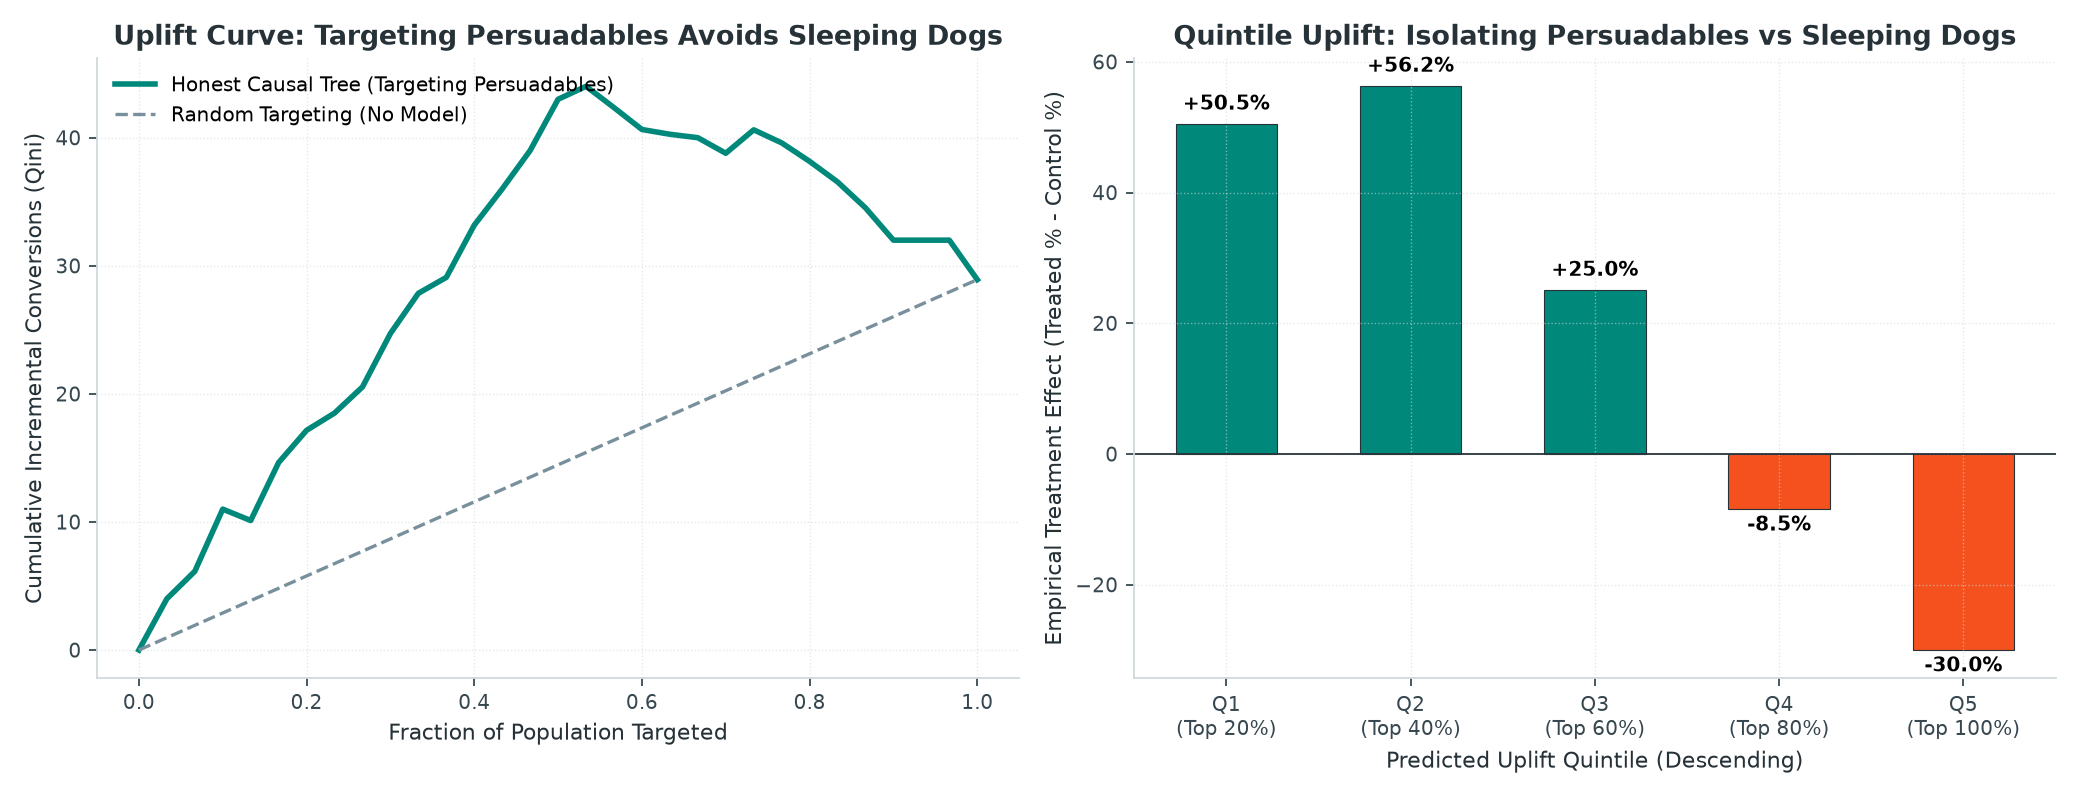 Uplift Curve: Targeting Persuadables Avoids Sleeping Dogs
Honest Causal Tree (Targeting Persuadables)
Random Targeting (No Model)
Cumulative Incremental Conversions (Qini)
40
30
20
10
0
0.0 0.2 0.4 0.6 0.8 1.0
Fraction of Population Targeted
Quintile Uplift: Isolating Persuadables vs Sleeping Dogs
Empirical Treatment Effect (Treated % - Control %)
60
40
20
0
−20
+50.5%
+56.2%
+25.0%
-8.5%
-30.0%
Q1 Q2 Q3 Q4 Q5
(Top 20%) (Top 40%) (Top 60%) (Top 80%) (Top 100%)
Predicted Uplift Quintile (Descending)